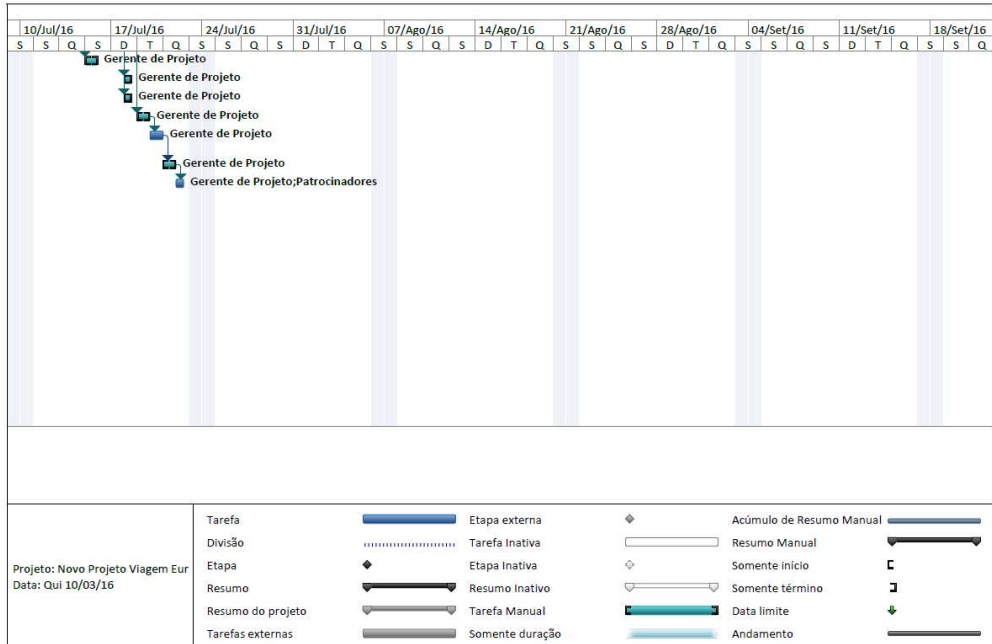 10/Jul/16 17/Jul/16 24/Jul/16 31/Jul/16 07/Ago/16 14/Ago/16 21/Ago/16 28/Ago/16 04/Set/16 11/Set/16 18/Set/16
S S Q S D T Q S S Q S D T Q S S Q S D T Q S S Q S D T Q S S Q S D T Q S S Q
Gerente de Projeto
Gerente de Projeto
Gerente de Projeto
Gerente de Projeto
Gerente de Projeto
Gerente de Projeto
Gerente de Projeto;Patrocinadores
Projeto: Novo Projeto Viagem Eur
Data: Qui 10/03/16
Tarefa Etapa externa Acúmulo de Resumo Manual
Divisão Tarefa Inativa Resumo Manual
Etapa Etapa Inativa Somente início
Resumo Resumo Inativo Somente término
Resumo do projeto Tarefa Manual Data limite
Tarefas externas Somente duração Andamento